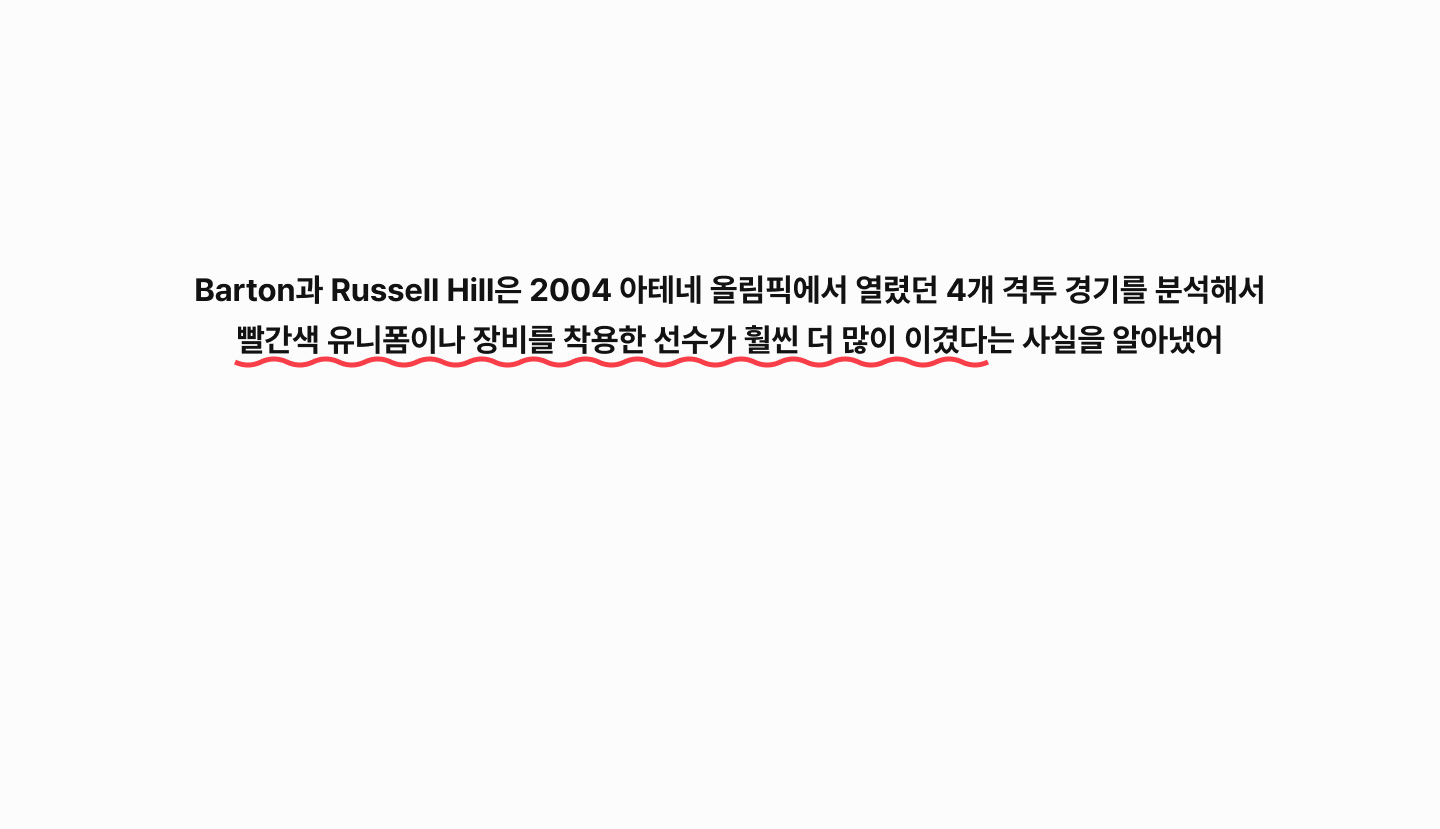 Barton과 Russell Hill은 2004 아테네 올림픽에서 열렸던 4개 격투 경기를 분석해서
빨간색 유니폼이나 장비를 착용한 선수가 훨씬 더 많이 이겼다는 사실을 알아냈어